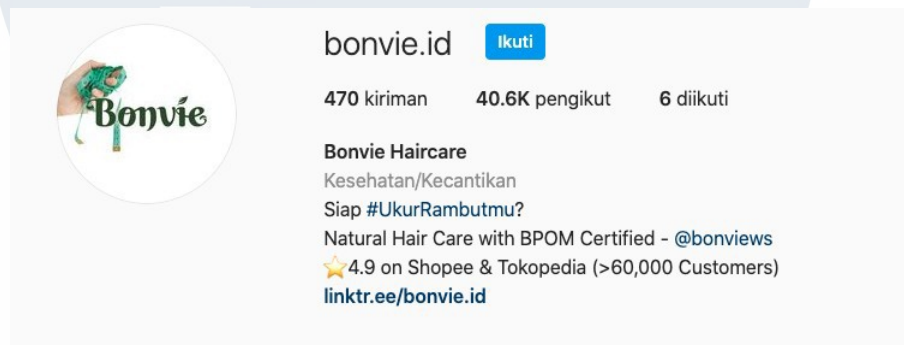 Bonvie
bonvie.id Ikuti
470 kiriman 40.6K pengikut 6 diikuti
Bonvie Haircare
Kesehatan/Kecantikan
Siap #UkurRambutmu?
Natural Hair Care with BPOM Certified - @bonviews
⭐4.9 on Shopee & Tokopedia (>60,000 Customers)
linktr.ee/bonvie.id